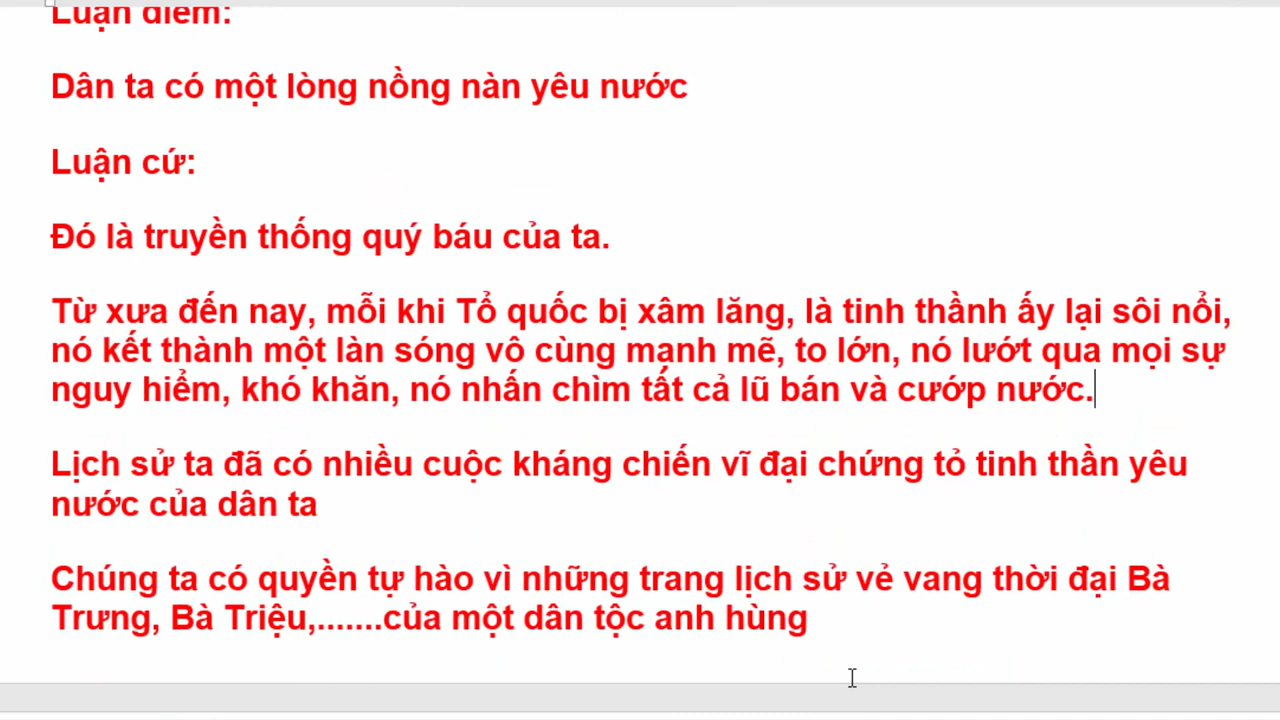 Luận điểm:
Dân ta có một lòng nồng nàn yêu nước
Luận cứ:
Đó là truyền thống quý báu của ta.
Từ xưa đến nay, mỗi khi Tổ quốc bị xâm lăng, là tinh thầnh ấy lại sôi nổi,
nó kết thành một làn sóng vô cùng mạnh mẽ, to lớn, nó lướt qua mọi sự
nguy hiểm, khó khăn, nó nhấn chìm tất cả lũ bán và cướp nước.
Lịch sử ta đã có nhiều cuộc kháng chiến vĩ đại chứng tỏ tinh thần yêu
nước của dân ta
Chúng ta có quyền tự hào vì những trang lịch sử vẻ vang thời đại Bà
Trưng, Bà Triệu,.......của một dân tộc anh hùng